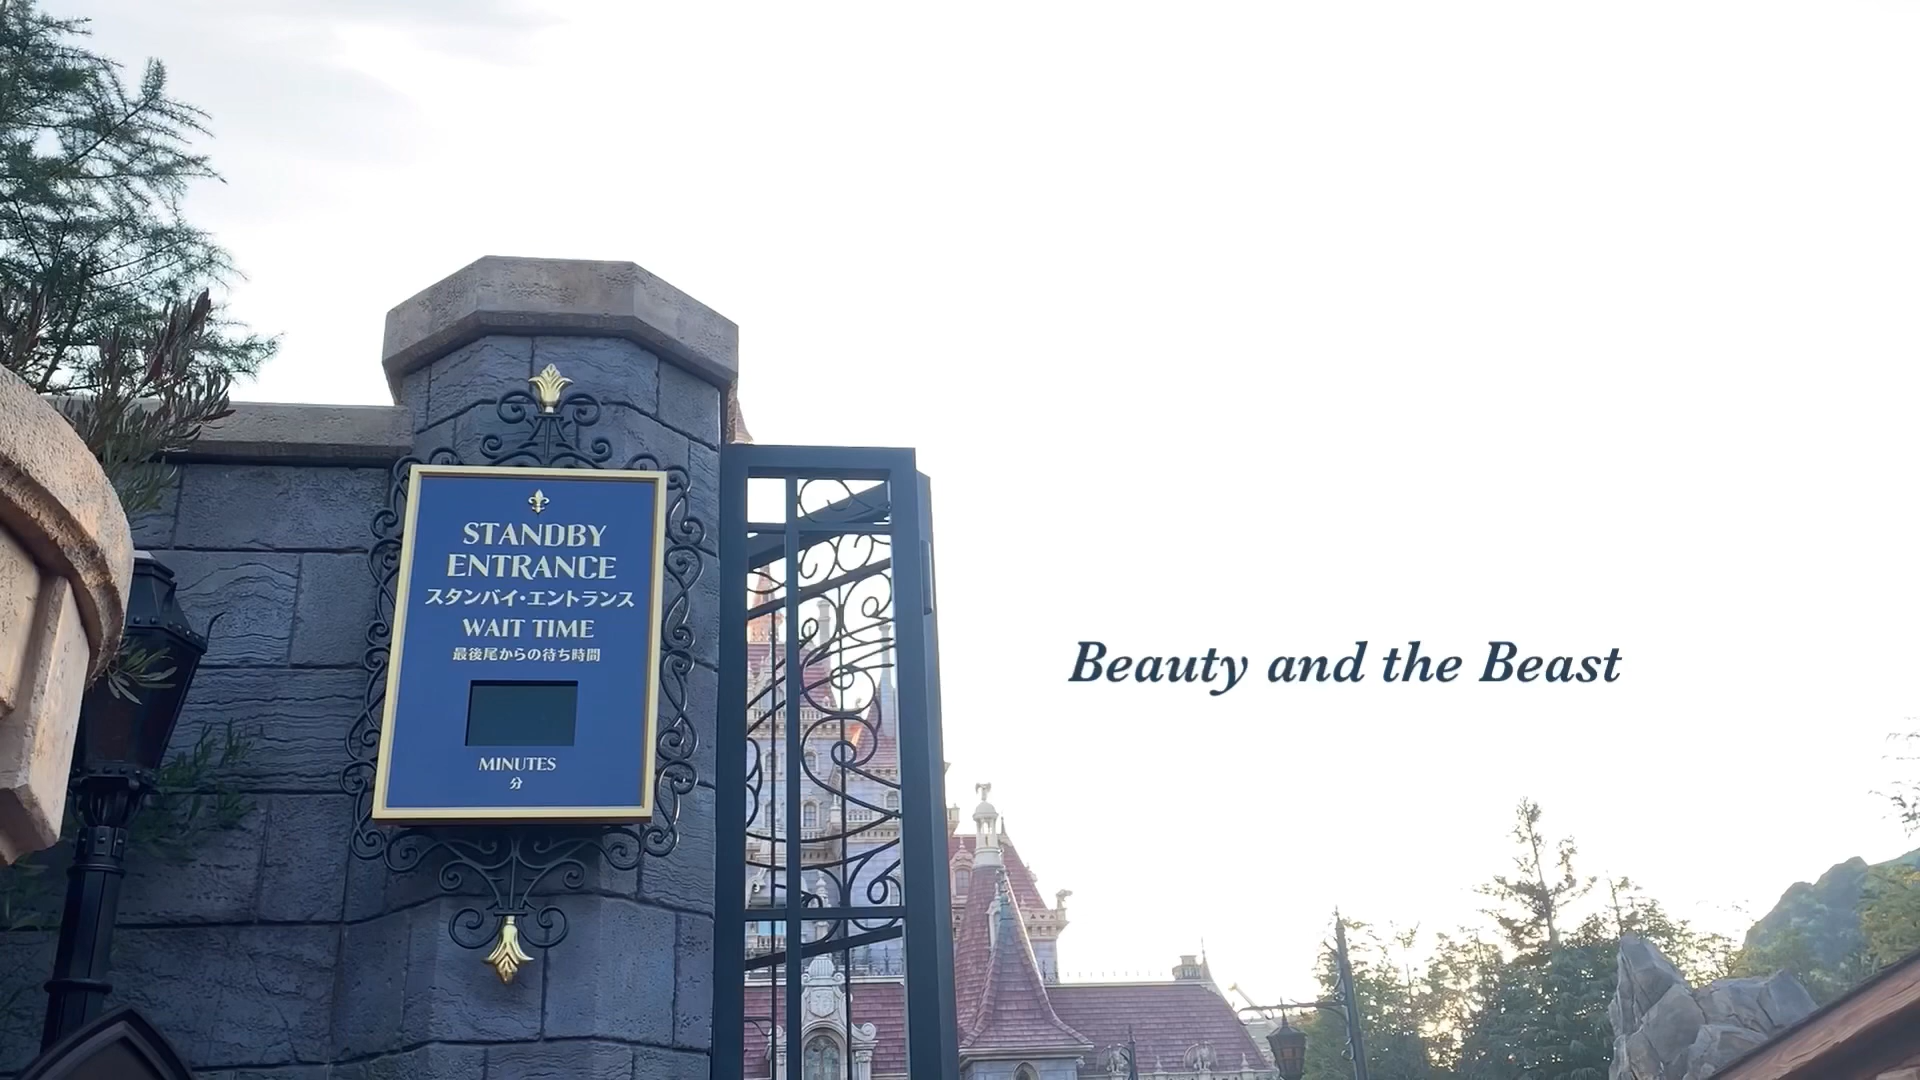 STANDBY
ENTRANCE
スタンバイ・エントランス
WAIT TIME
最後尾からの待ち時間
MINUTES
分
Beauty and the Beast